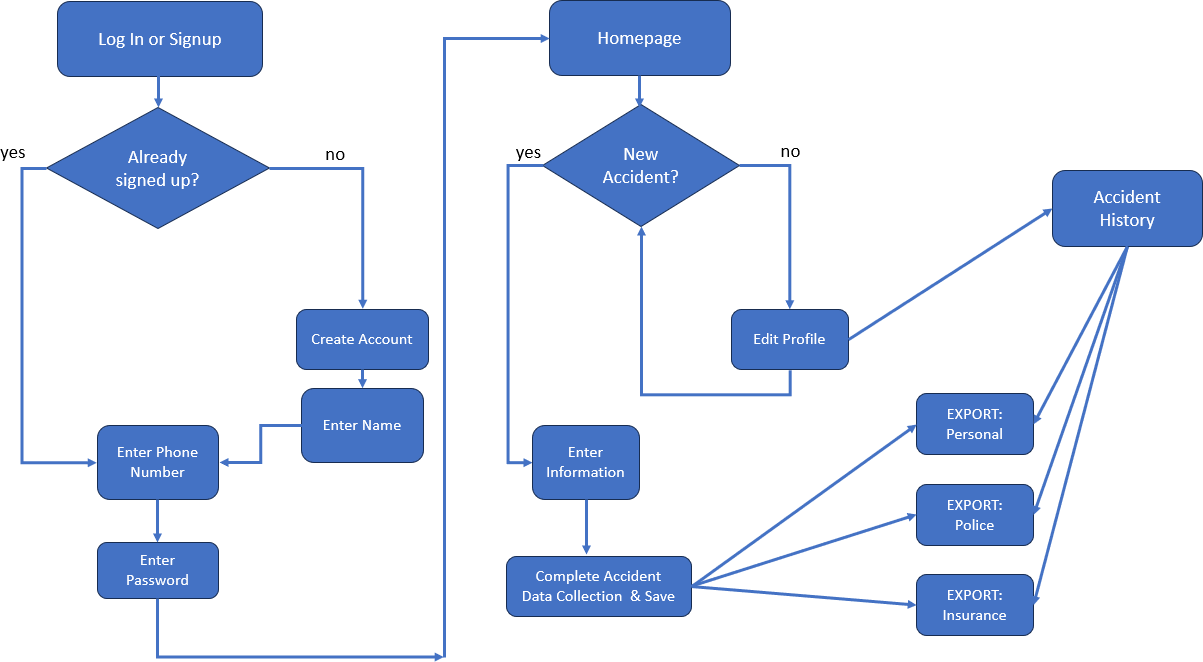 Log In or Signup
Already
signed up?
yes
no
Create Account
Enter Name
Enter Phone
Number
Enter
Password
Homepage
New
Accident?
yes
no
Edit Profile
Enter
Information
Complete Accident
Data Collection & Save
Accident
History
EXPORT:
Personal
EXPORT:
Police
EXPORT:
Insurance